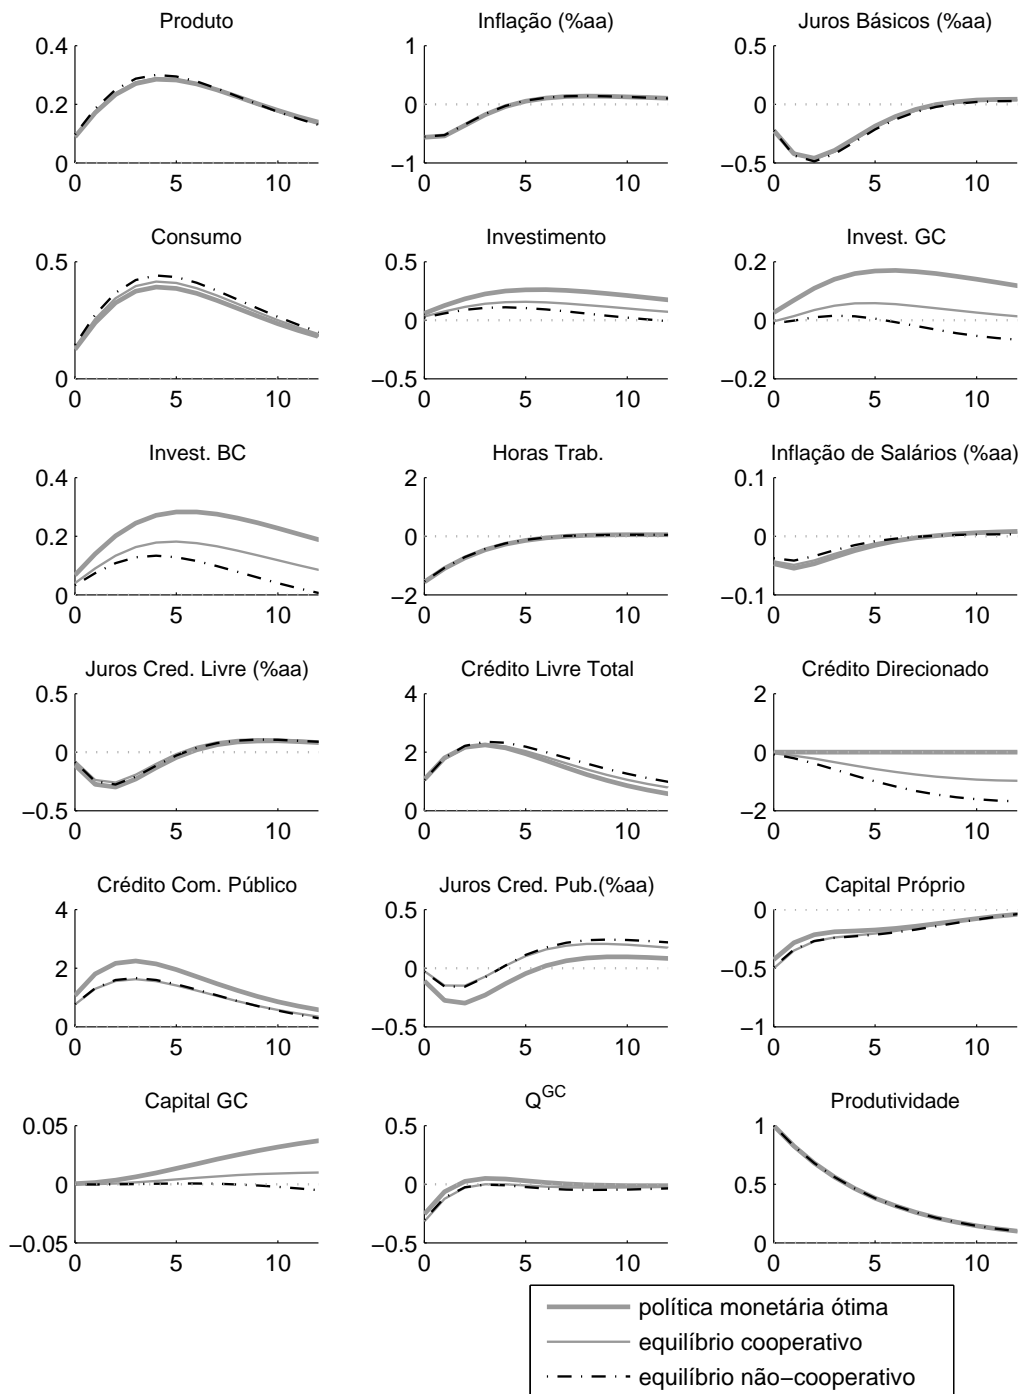 Produto
Inflação (%aa)
Juros Básicos (%aa)
0.4
0.2
0
0 5 10
1
0
−1
0 5 10
0.5
0
−0.5
0 5 10
Consumo
Investimento
Invest. GC
0.5
0
0 5 10
0.5
0
−0.5
0 5 10
0.2
0
−0.2
0 5 10
Invest. BC
Horas Trab.
Inflação de Salários (%aa)
0.4
0.2
0
0 5 10
2
0
−2
0 5 10
0.1
0
−0.1
0 5 10
Juros Cred. Livre (%aa)
Crédito Livre Total
Crédito Direcionado
0.5
0
−0.5
0 5 10
4
2
0
0 5 10
2
0
−2
0 5 10
Crédito Com. Público
Juros Cred. Pub.(%aa)
Capital Próprio
4
2
0
0 5 10
0.5
0
−0.5
0 5 10
0
−0.5
−1
0 5 10
Capital GC
Q^GC
Produtividade
0.05
0
−0.05
0 5 10
0.5
0
−0.5
0 5 10
1
0.5
0
0 5 10
política monetária ótima
equilíbrio cooperativo
equilíbrio não−cooperativo